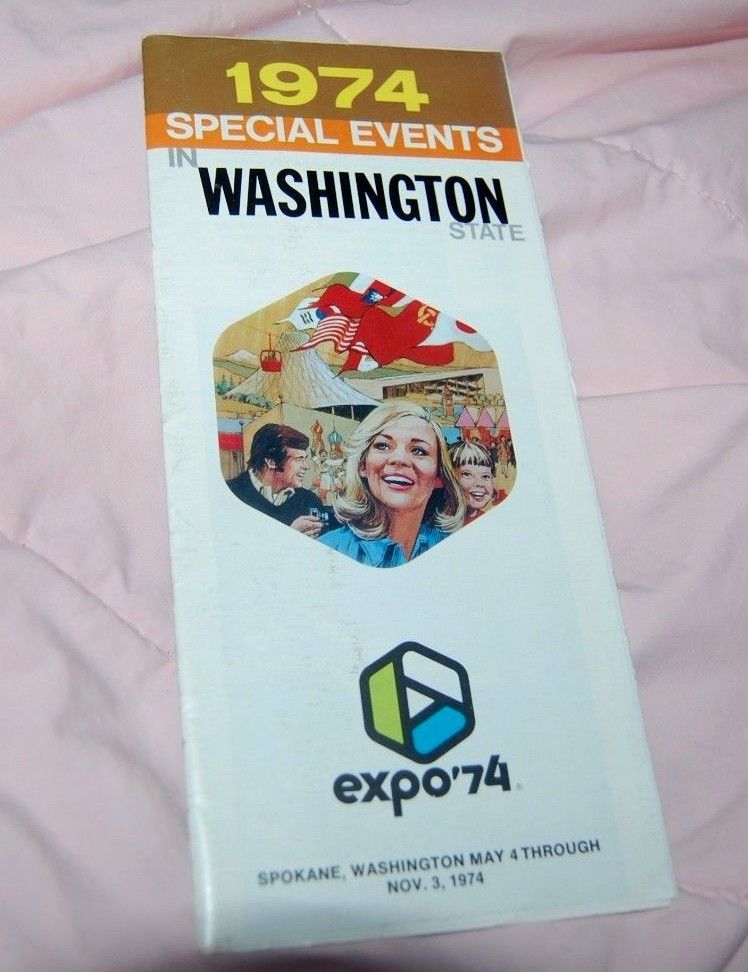 1974
SPECIAL EVENTS
IN
WASHINGTON
STATE
expo'74®
SPOKANE, WASHINGTON MAY 4 THROUGH
NOV. 3, 1974